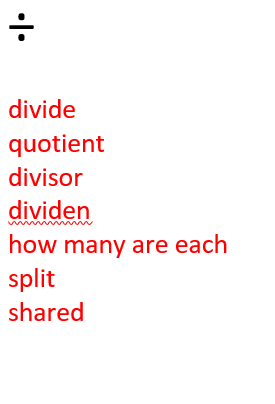 ÷
divide
quotient
divisor
dividen
how many are each
split
shared